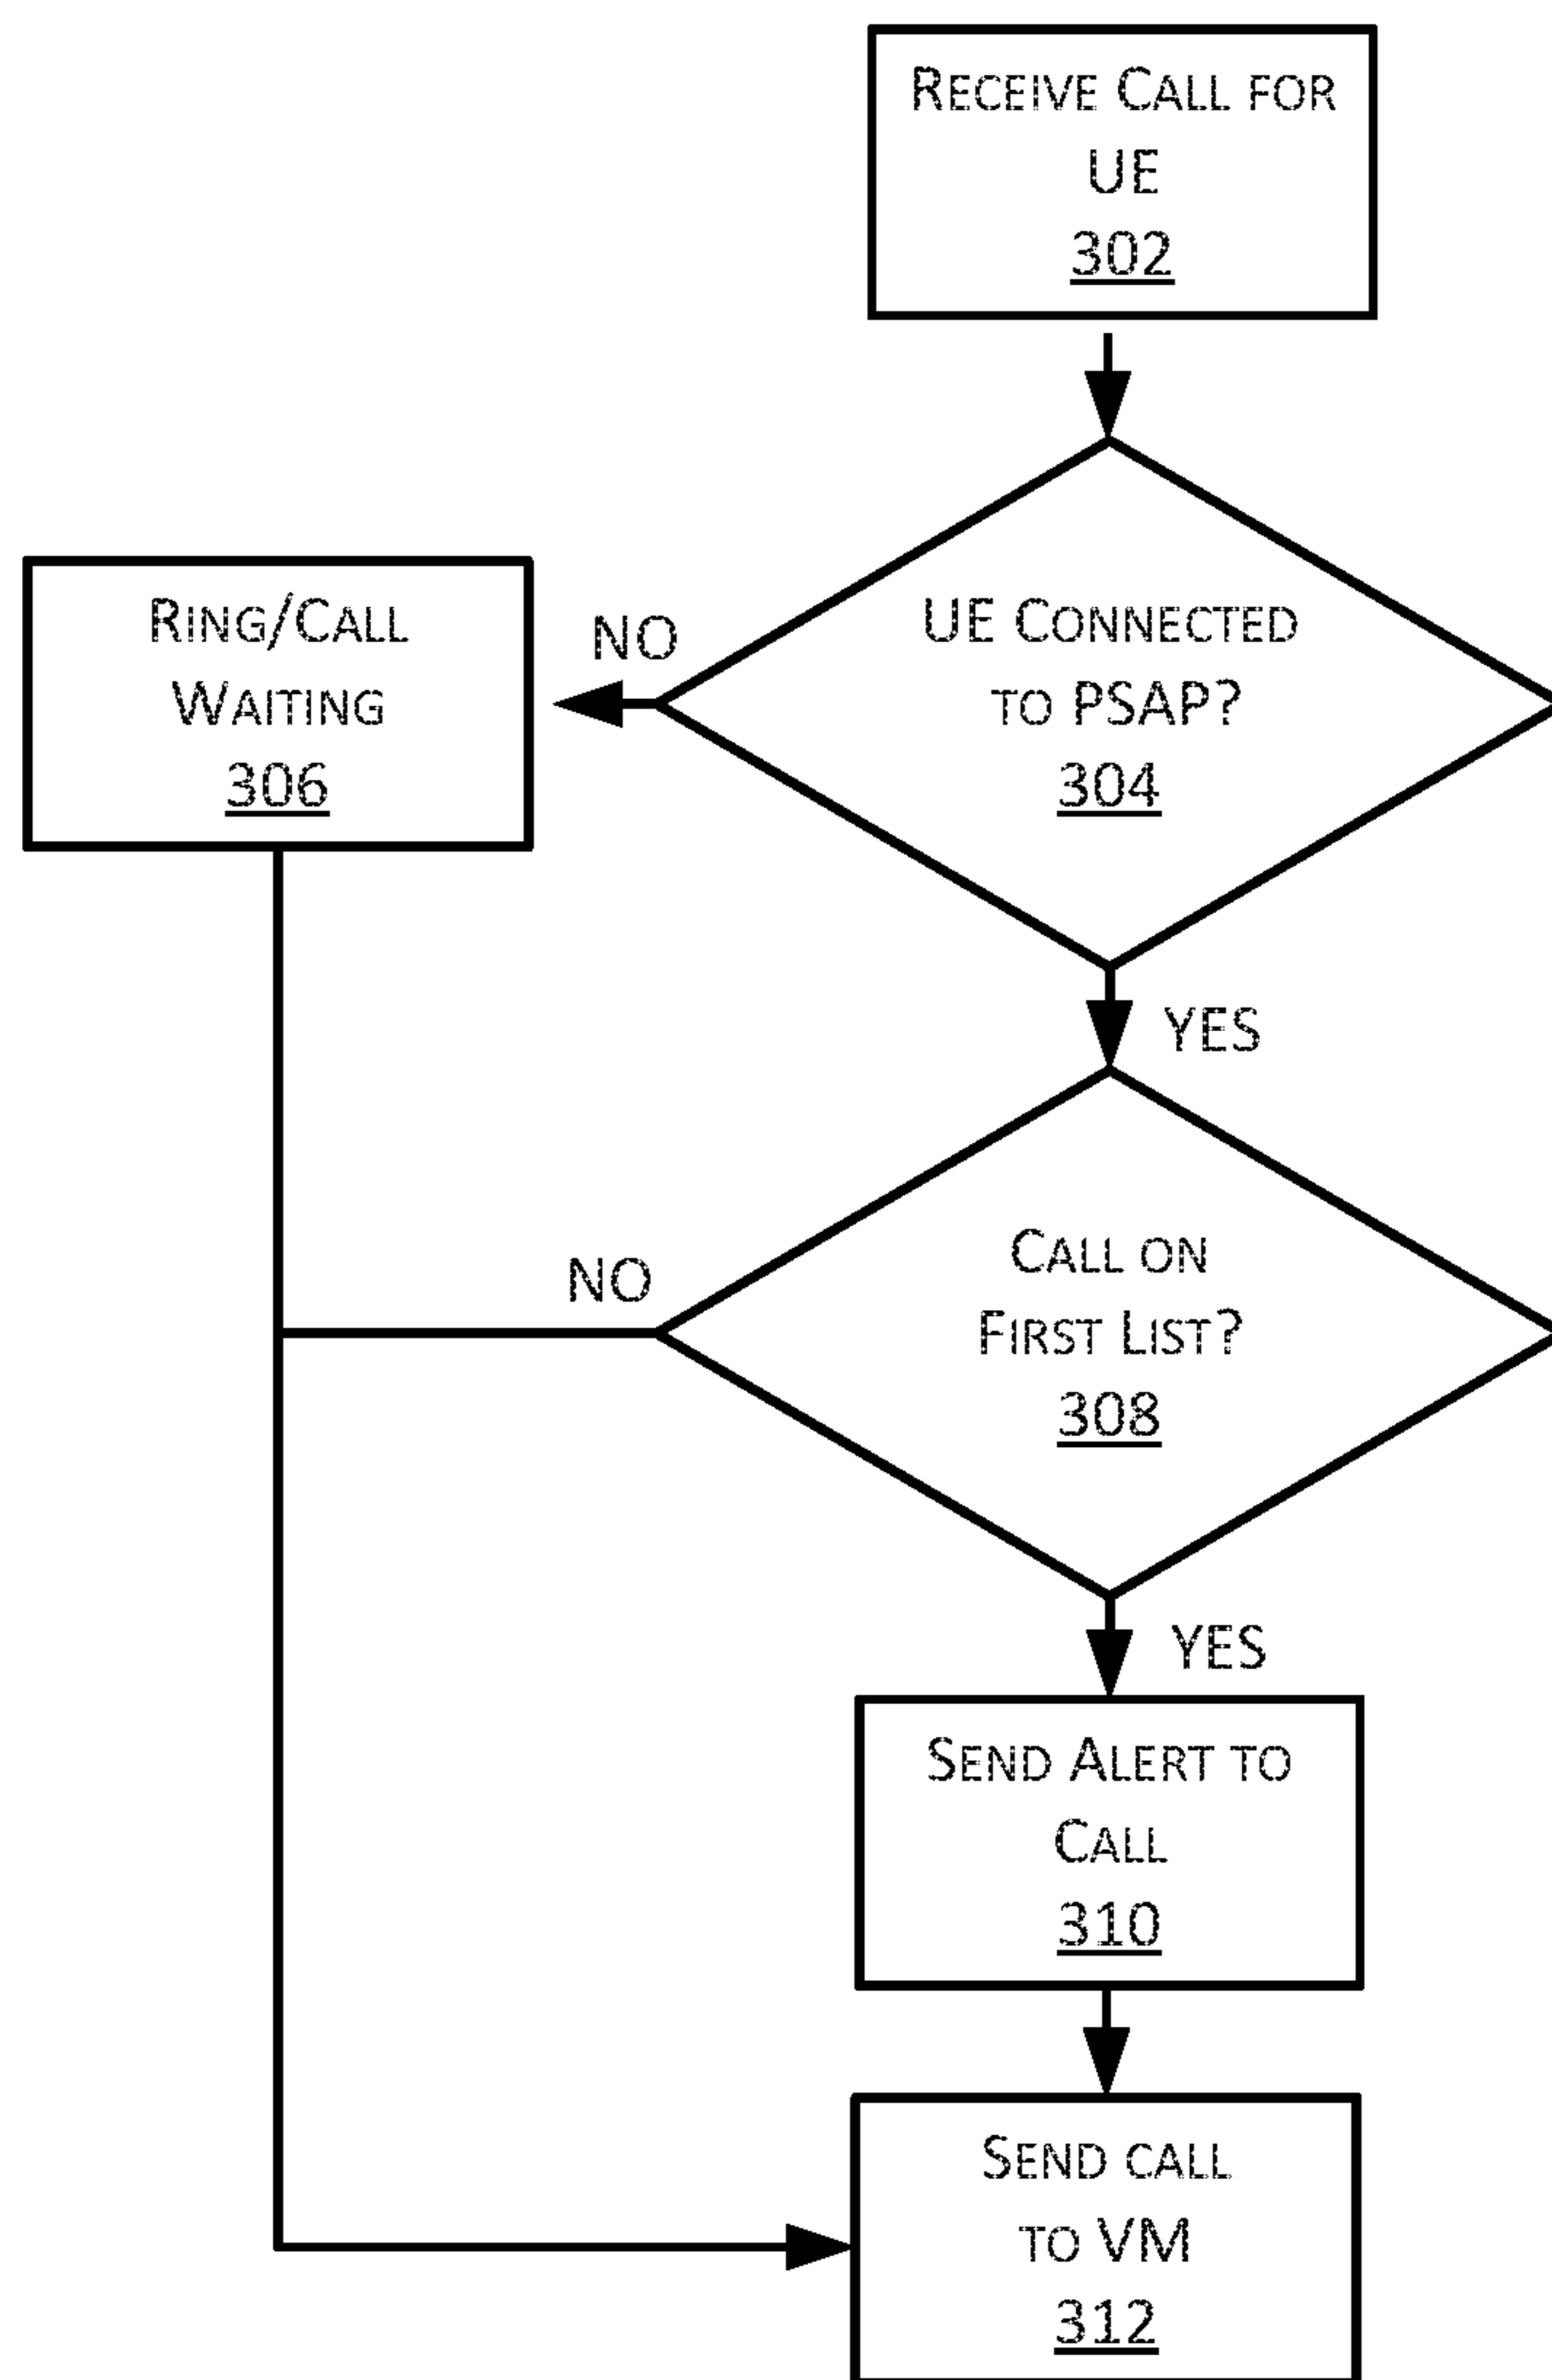 RECEIVE CALL FOR
UE
302
UE CONNECTED
TO PSAP?
304
NO
RING/CALL
WAITING
306
YES
CALL ON
FIRST LIST?
308
NO
YES
SEND ALERT TO
CALL
310
SEND CALL
TO VM
312